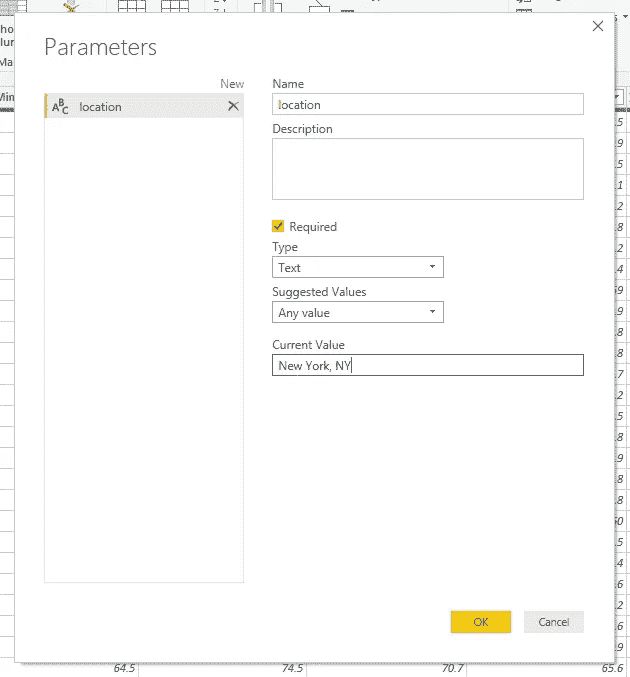 Parameters
New
location
Name
location
Description
Required
Type
Text
Suggested Values
Any value
Current Value
New York, NY
OK
Cancel
64.5 74.5 70.7 65.6